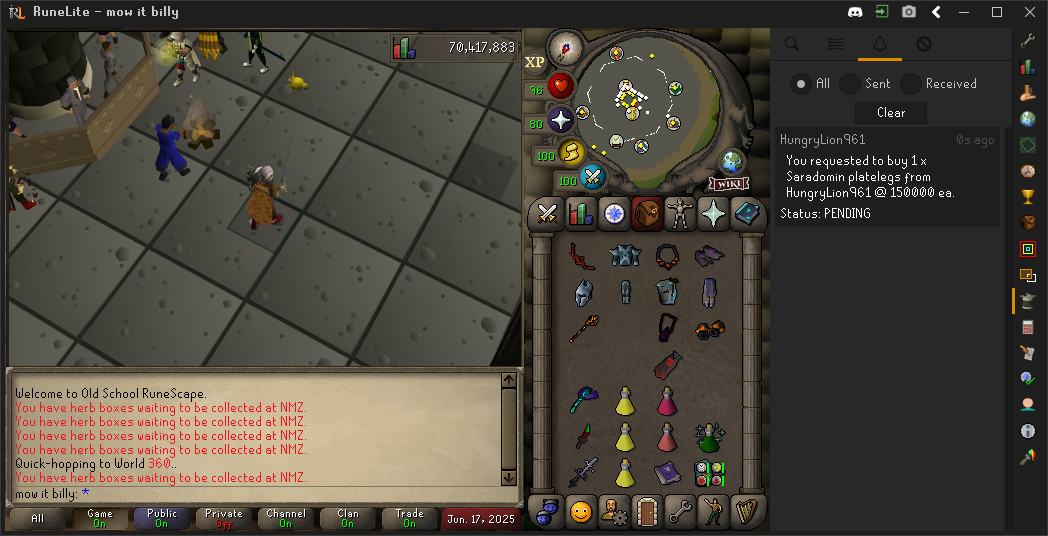 RuneLite - mow it billy
70,417,883
XP
96
80
100
100
WIKI
Welcome to Old School RuneScape.
You have herb boxes waiting to be collected at NMZ.
You have herb boxes waiting to be collected at NMZ.
You have herb boxes waiting to be collected at NMZ.
You have herb boxes waiting to be collected at NMZ.
Quick-hopping to World 360..
You have herb boxes waiting to be collected at NMZ.
mow it billy: *
All
Game
On
Public
On
Private
Off
Channel
On
Clan
On
Trade
On
Jun. 17, 2025
All
Sent
Received
Clear
HungryLion961
0s ago
You requested to buy 1 x
Saradomin platelegs from
HungryLion961 @ 150000 ea.
Status: PENDING